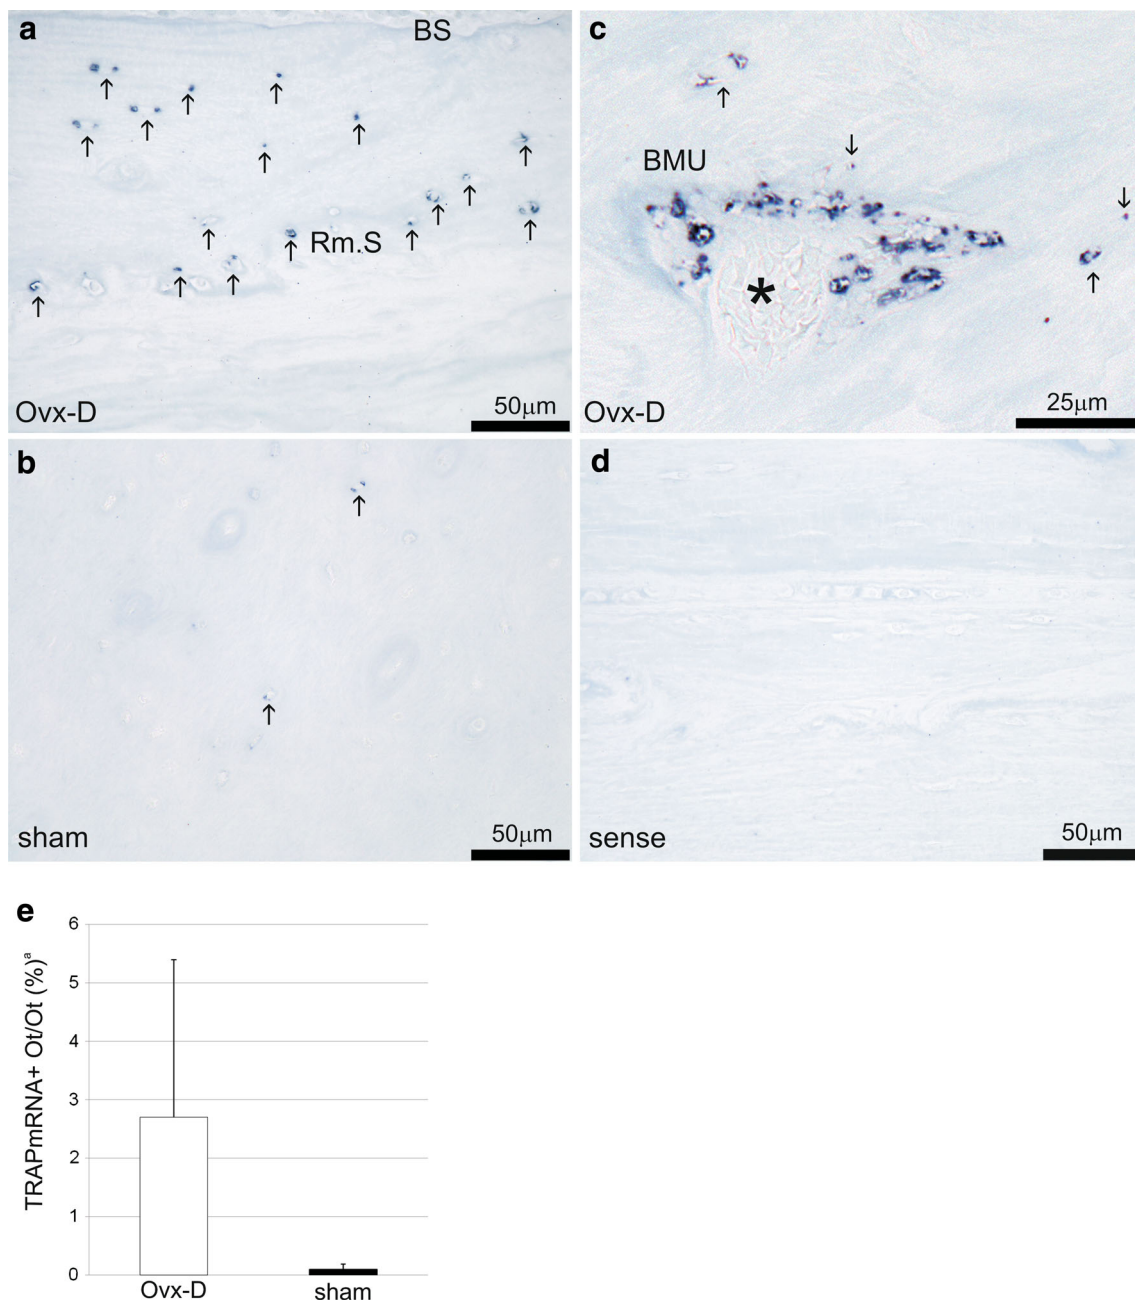 a
BS
Rm.S
Ovx-D
50μm
c
BMU
*
Ovx-D
25μm
b
sham
50μm
d
sense
50μm
e
TRAPmRNA+ Ot/Ot (%)ᵃ
6
5
4
3
2
1
0
Ovx-D
sham